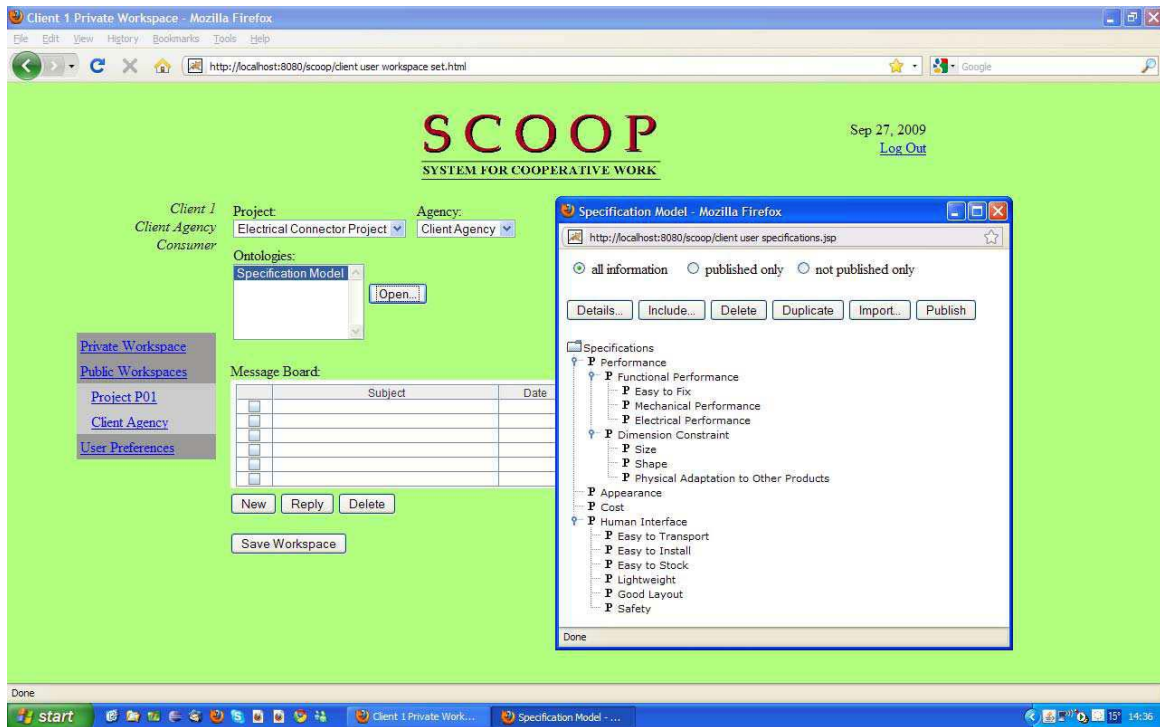 Client 1 Private Workspace - Mozilla Firefox
File Edit View History Bookmarks Tools Help
http://localhost:8080/scoop/client user workspace set.html
Google
SCOOP
SYSTEM FOR COOPERATIVE WORK
Sep 27, 2009
Log Out
Client 1
Client Agency
Consumer
Project:
Agency:
Electrical Connector Project
Client Agency
Ontologies:
Specification Model
Open...
Private Workspace
Public Workspaces
Project P01
Client Agency
User Preferences
Message Board:
Subject
Date
New Reply Delete
Save Workspace
Specification Model - Mozilla Firefox
http://localhost:8080/scoop/client user specifications.jsp
all information published only not published only
Details... Include... Delete Duplicate Import... Publish
Specifications
P Performance
P Functional Performance
P Easy to Fix
P Mechanical Performance
P Electrical Performance
P Dimension Constraint
P Size
P Shape
P Physical Adaptation to Other Products
P Appearance
P Cost
P Human Interface
P Easy to Transport
P Easy to Install
P Easy to Stock
P Lightweight
P Good Layout
P Safety
Done
Done
start
Client 1 Private Work...
Specification Model - ...
15°
14:36